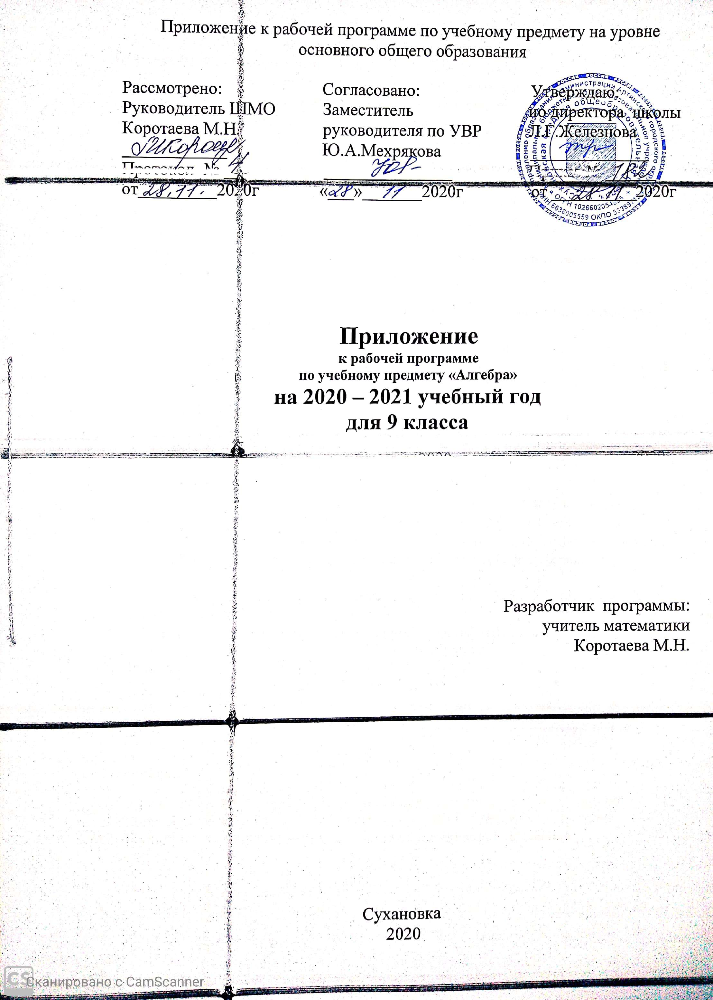 Приложение к рабочей программе по учебному предмету на уровне
основного общего образования
Рассмотрено:
Руководитель ШМО
Коротаева М.Н.
Протокол № 4
от 28.11. 2020г
Согласовано:
Заместитель
руководителя по УВР
Ю.А.Мехрякова
«28» 11 2020г
Утверждаю:
ио директора школы
Л.Г.Железнова
182
от 28 11 2020г
Приложение
к рабочей программе
по учебному предмету «Алгебра»
на 2020 – 2021 учебный год
для 9 класса
Разработчик программы:
учитель математики
Коротаева М.Н.
Сухановка
2020
CS Сканировано с CamScanner